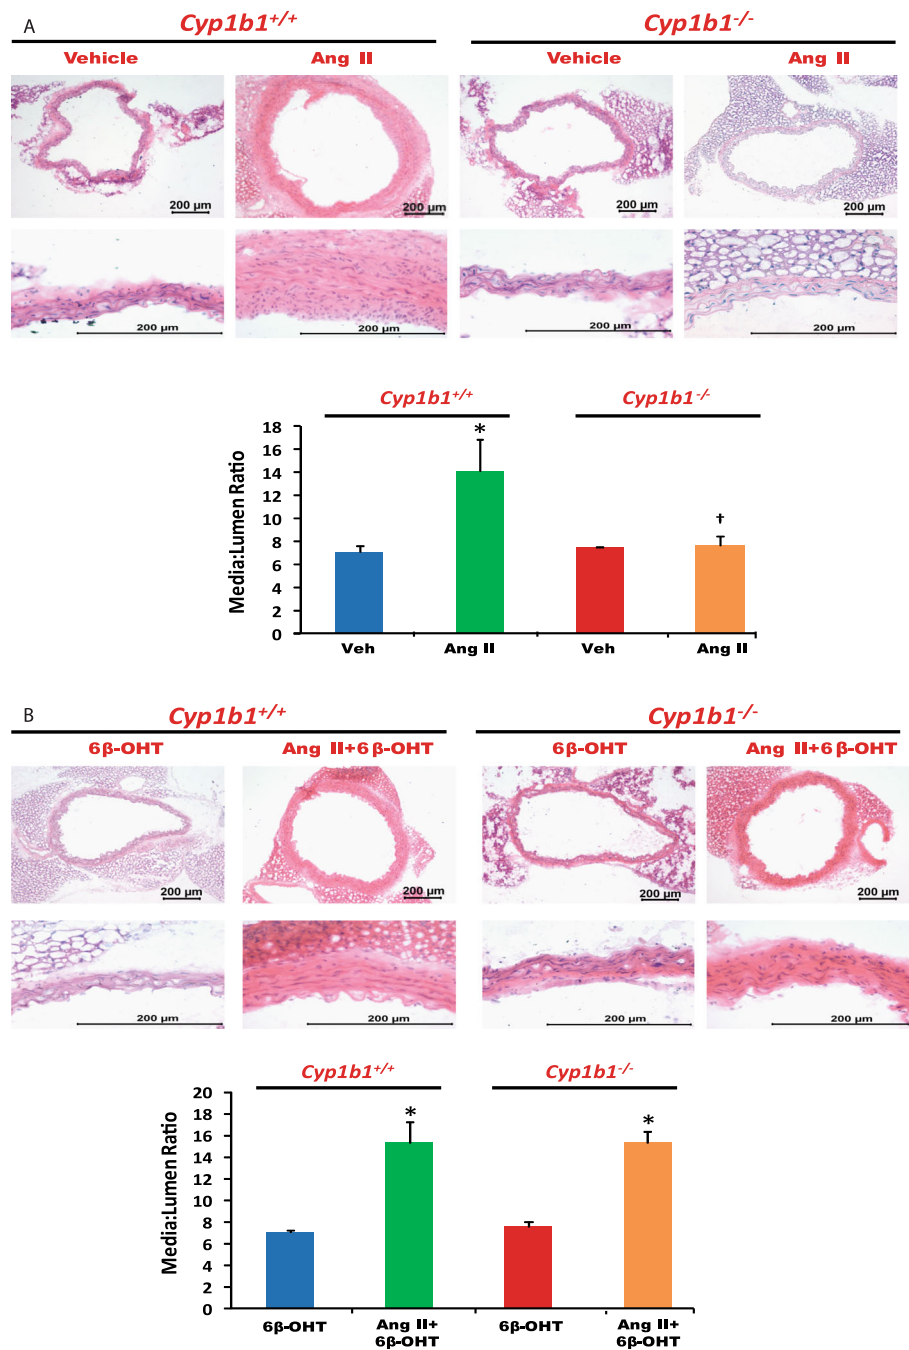 A
Cyp1b1+/+ Cyp1b1-/-
Vehicle Ang II Vehicle Ang II
200 µm 200 µm 200 µm 200 µm
200 µm 200 µm 200 µm 200 µm
Cyp1b1+/+ Cyp1b1-/-
Media:Lumen Ratio
18
16
14
12
10
8
6
4
2
0
*
†
Veh Ang II Veh Ang II
B
Cyp1b1+/+ Cyp1b1-/-
6β-OHT Ang II+6β-OHT 6β-OHT Ang II+6β-OHT
200 µm 200 µm 200 µm 200 µm
200 µm 200 µm 200 µm 200 µm
Cyp1b1+/+ Cyp1b1-/-
Media:Lumen Ratio
20
18
16
14
12
10
8
6
4
2
0
* *
6β-OHT Ang II+ 6β-OHT Ang II+
6β-OHT 6β-OHT